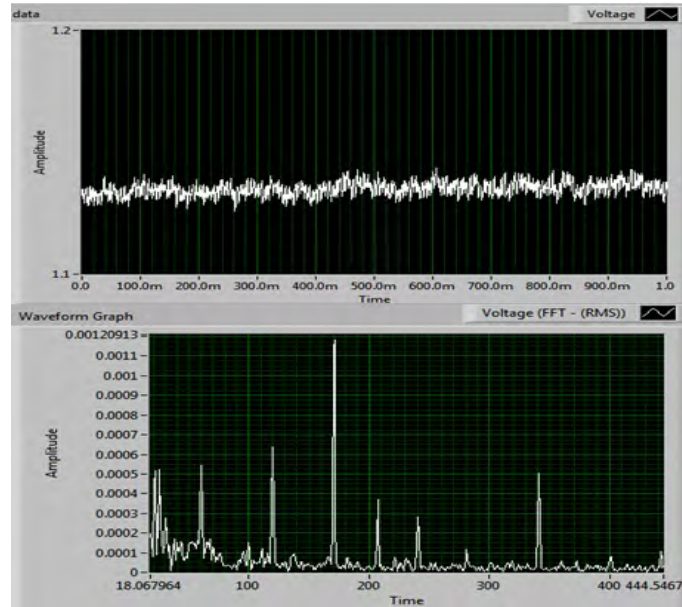 data
Voltage
1.2
Amplitude
1.1
0.0 100.0m 200.0m 300.0m 400.0m 500.0m 600.0m 700.0m 800.0m 900.0m 1.0
Time
Waveform Graph
Voltage (FFT - (RMS))
0.00120913
0.0011
0.001
0.0009
0.0008
0.0007
0.0006
0.0005
0.0004
0.0003
0.0002
0.0001
0
Amplitude
18.067964 100 200 300 400 444.5467
Time